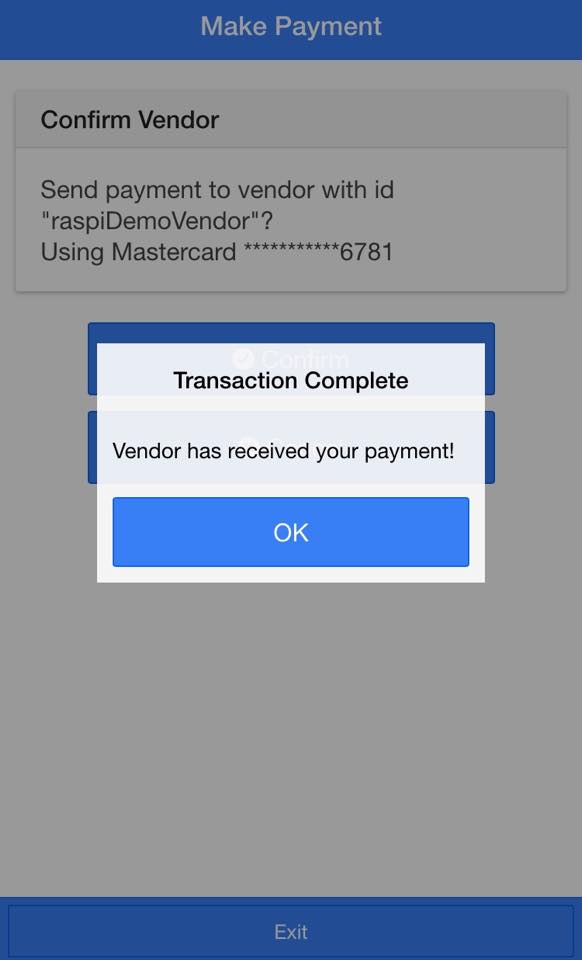 Make Payment
Confirm Vendor
Send payment to vendor with id
"raspiDemoVendor"?
Using Mastercard ***********6781
Confirm
Transaction Complete
Vendor has received your payment!
OK
Exit